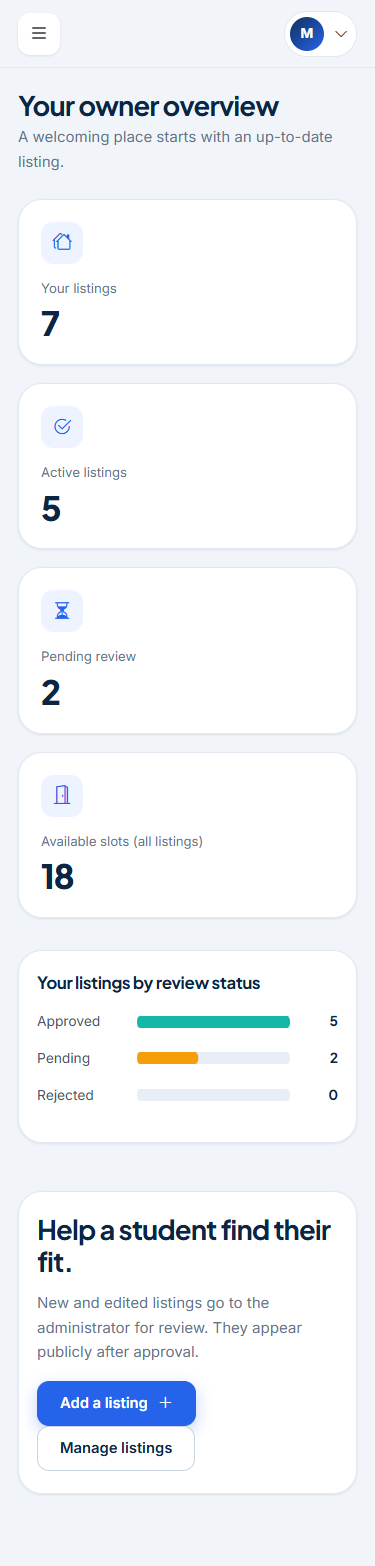 M
Your owner overview
A welcoming place starts with an up-to-date
listing.
Your listings
7
Active listings
5
Pending review
2
Available slots (all listings)
18
Your listings by review status
Approved 5
Pending 2
Rejected 0
Help a student find their
fit.
New and edited listings go to the
administrator for review. They appear
publicly after approval.
Add a listing +
Manage listings